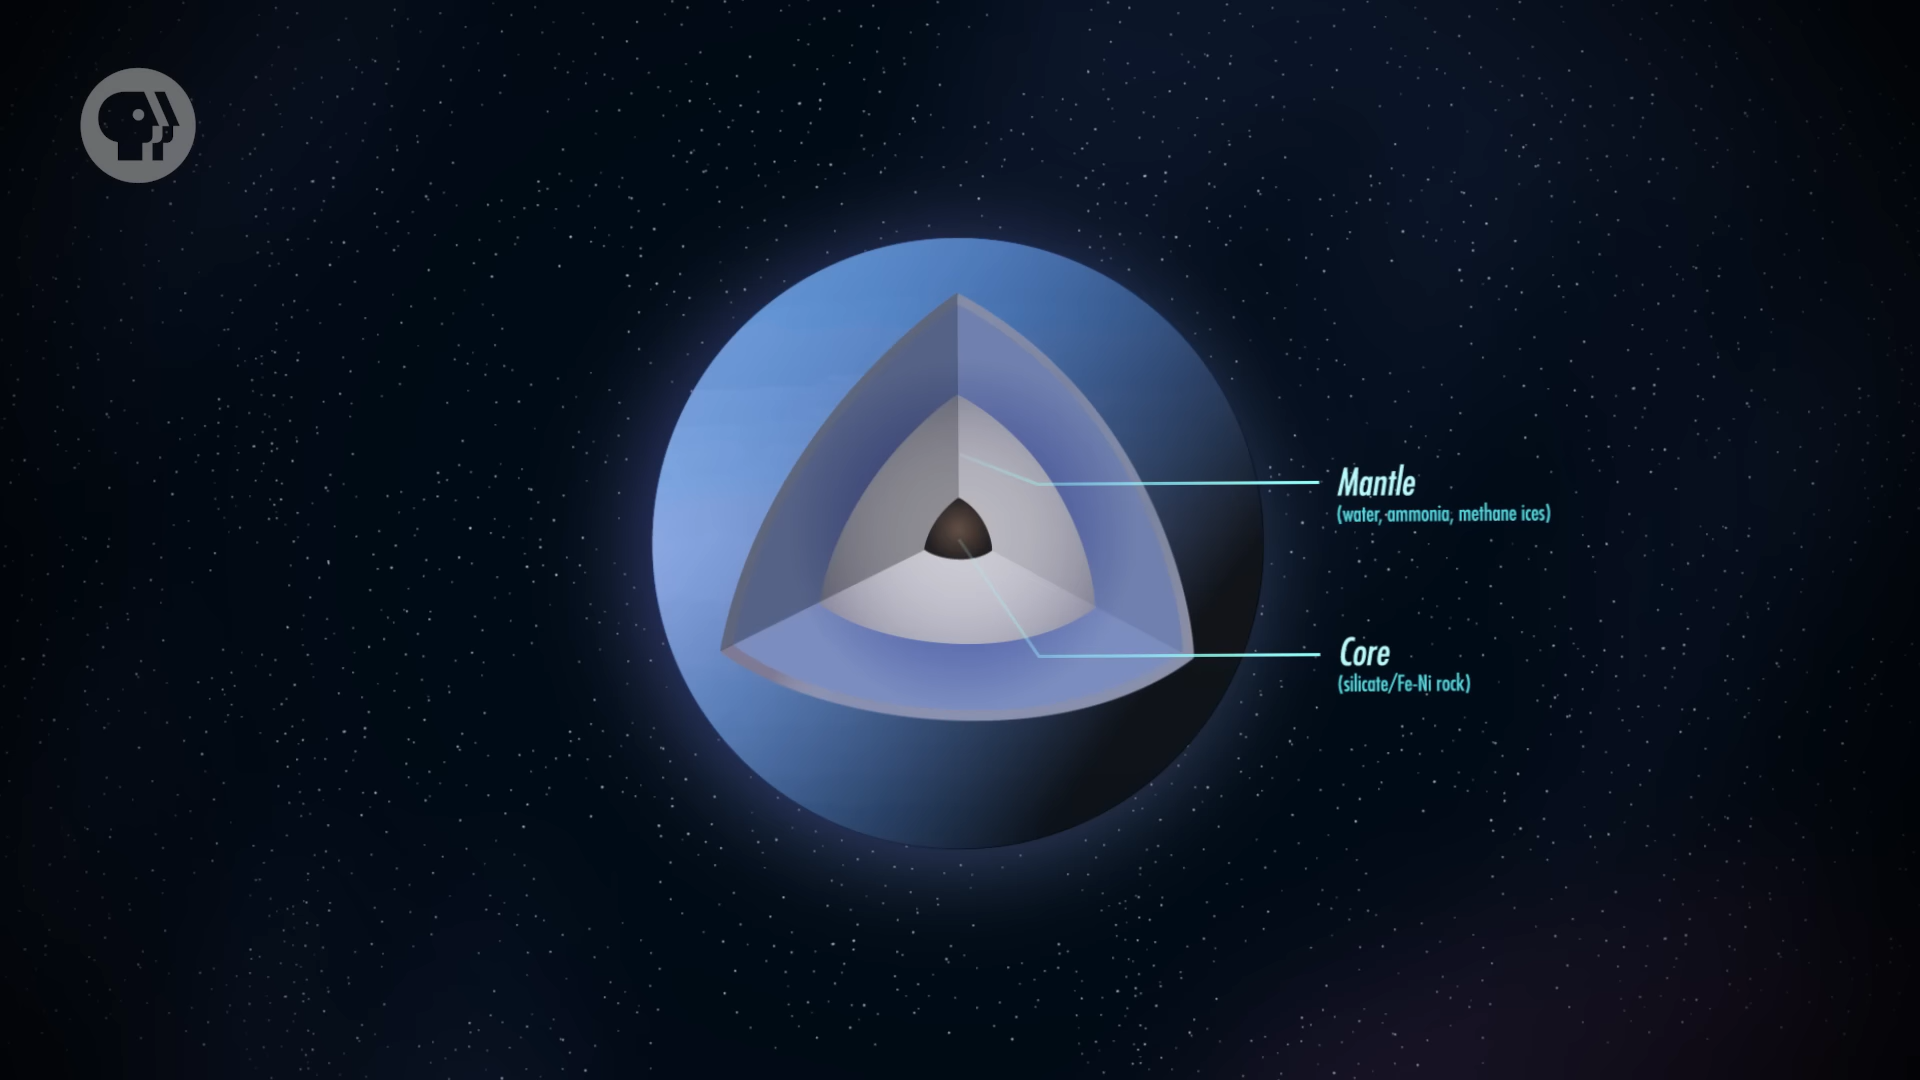 Mantle
(water, ammonia, methane ices)
Core
(silicate/Fe-Ni rock)